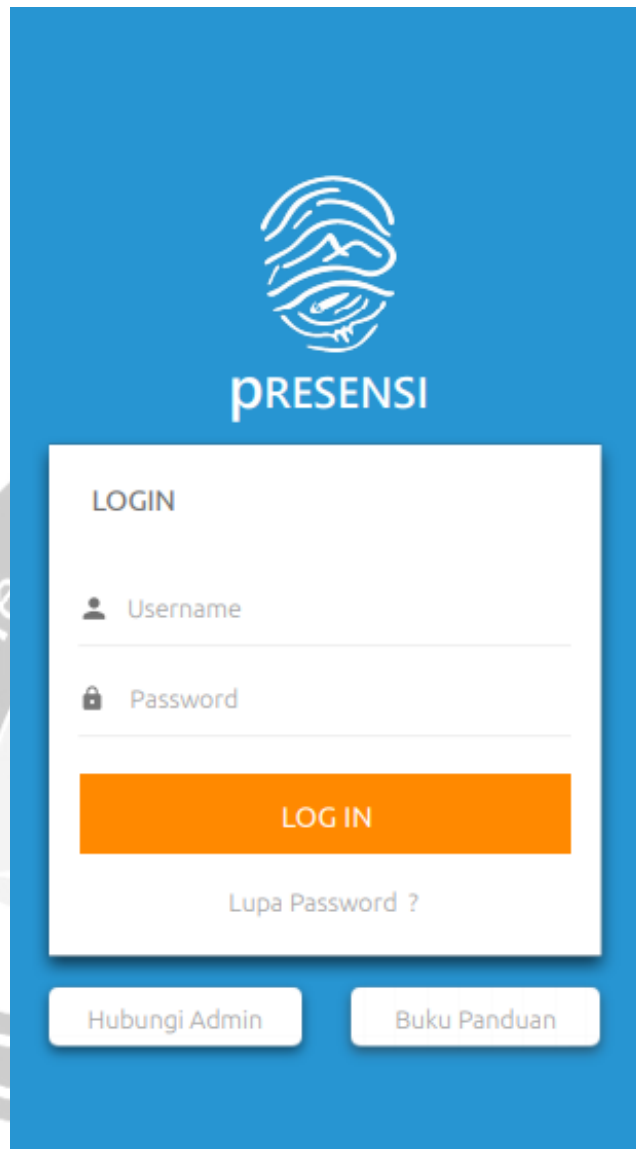 pRESENSI
LOGIN
Username
Password
LOG IN
Lupa Password ?
Hubungi Admin
Buku Panduan